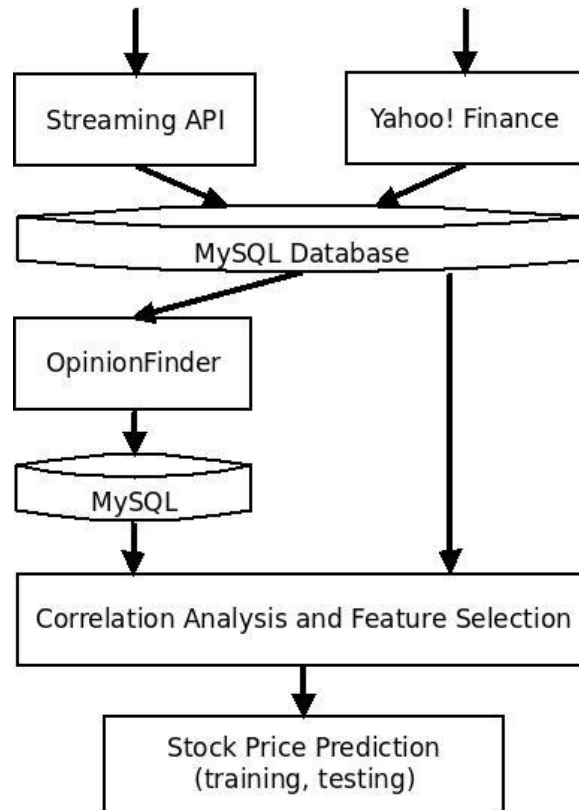 Streaming API
Yahoo! Finance
MySQL Database
OpinionFinder
MySQL
Correlation Analysis and Feature Selection
Stock Price Prediction
(training, testing)